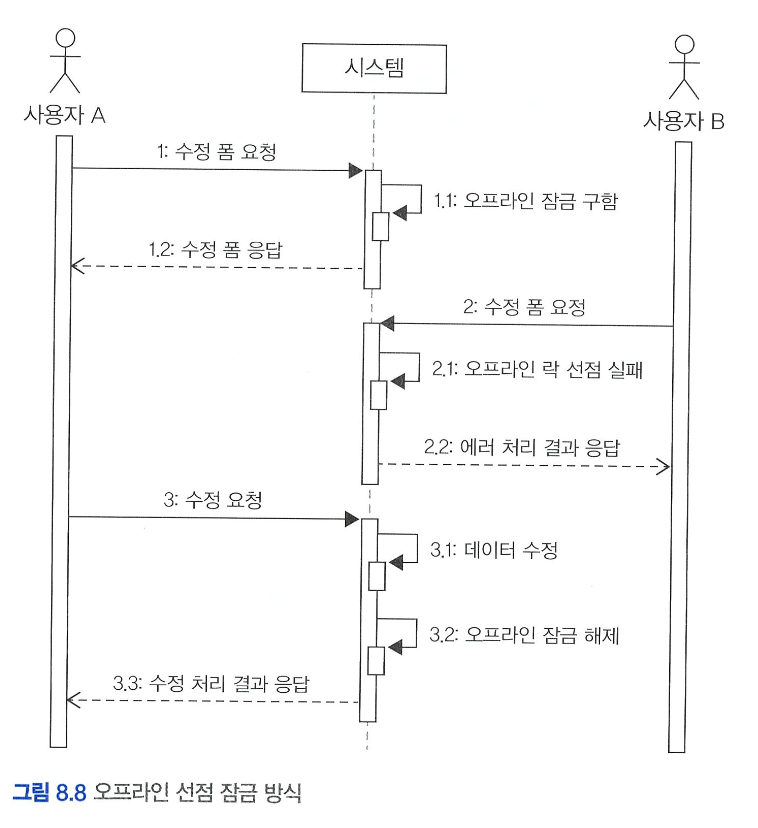 사용자 A
시스템
사용자 B
1: 수정 폼 요청
1.1: 오프라인 잠금 구함
1.2: 수정 폼 응답
2: 수정 폼 요정
2.1: 오프라인 락 선점 실패
2.2: 에러 처리 결과 응답
3: 수정 요청
3.1: 데이터 수정
3.2: 오프라인 잠금 해제
3.3: 수정 처리 결과 응답
그림 8.8 오프라인 선점 잠금 방식